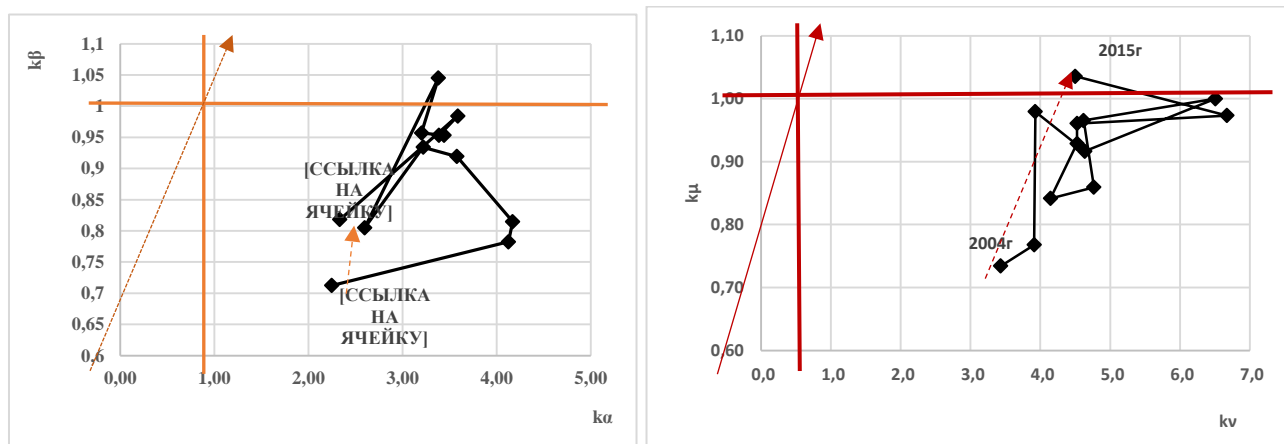 kβ
1,1
1,05
1
0,95
0,9
0,85
0,8
0,75
0,7
0,65
0,6
[ССЫЛКА
НА
ЯЧЕЙКУ]
[ССЫЛКА
НА
ЯЧЕЙКУ]
0,00 1,00 2,00 3,00 4,00 5,00
kα
kμ
1,10
1,00
0,90
0,80
0,70
0,60
2015г
2004г
0,0 1,0 2,0 3,0 4,0 5,0 6,0 7,0
kν